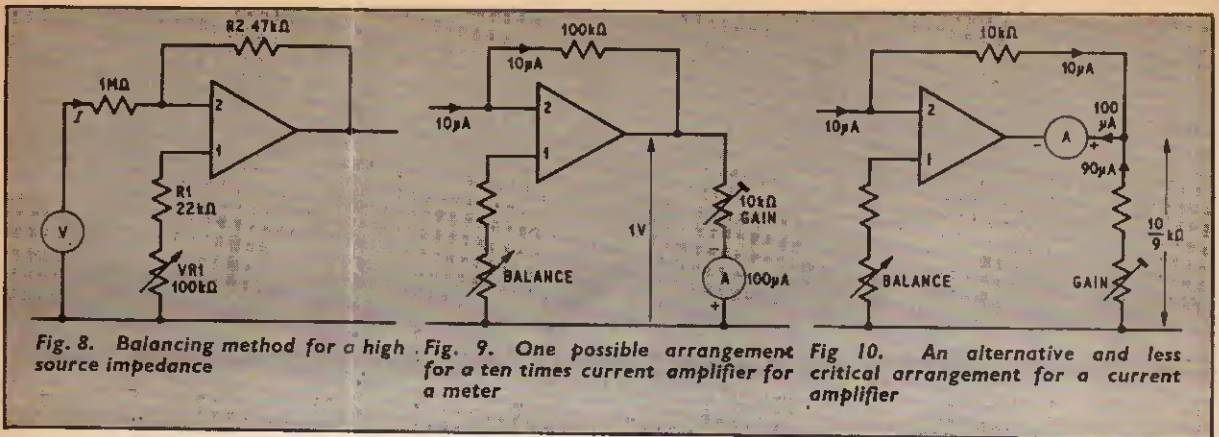 R2 47kΩ
1MΩ
I
2
1
R1
22kΩ
VR1
100kΩ
V
Fig. 8. Balancing method for a high
source impedance
100kΩ
10µA
10µA
2
1
BALANCE
1V
10kΩ
GAIN
-
A
100µA
+
Fig. 9. One possible arrangement
for a ten times current amplifier for
a meter
10kΩ
10µA
10µA
2
1
BALANCE
-
A
+
100
µA
90µA
10/9 kΩ
GAIN
Fig 10. An alternative and less
critical arrangement for a current
amplifier